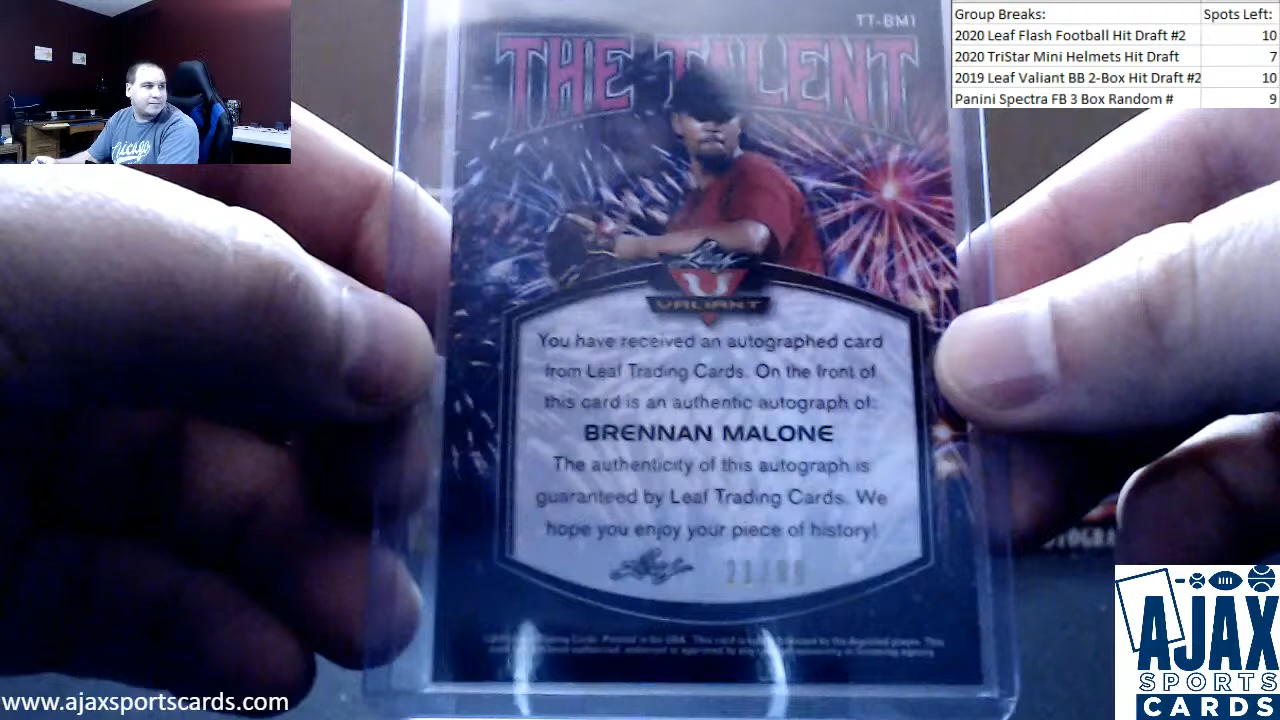 TT-BM1
THE TALENT
Leaf
VALIANT
You have received an autographed card
from Leaf Trading Cards. On the front of
this card is an authentic autograph of:
BRENNAN MALONE
The authenticity of this autograph is
guaranteed by Leaf Trading Cards. We
hope you enjoy your piece of history!
Leaf
Group Breaks: Spots Left:
2020 Leaf Flash Football Hit Draft #2 10
2020 TriStar Mini Helmets Hit Draft 7
2019 Leaf Valiant BB 2-Box Hit Draft #2 10
Panini Spectra FB 3 Box Random # 9
Chicago
www.ajaxsportscards.com
AJAX
SPORTS
CARDS